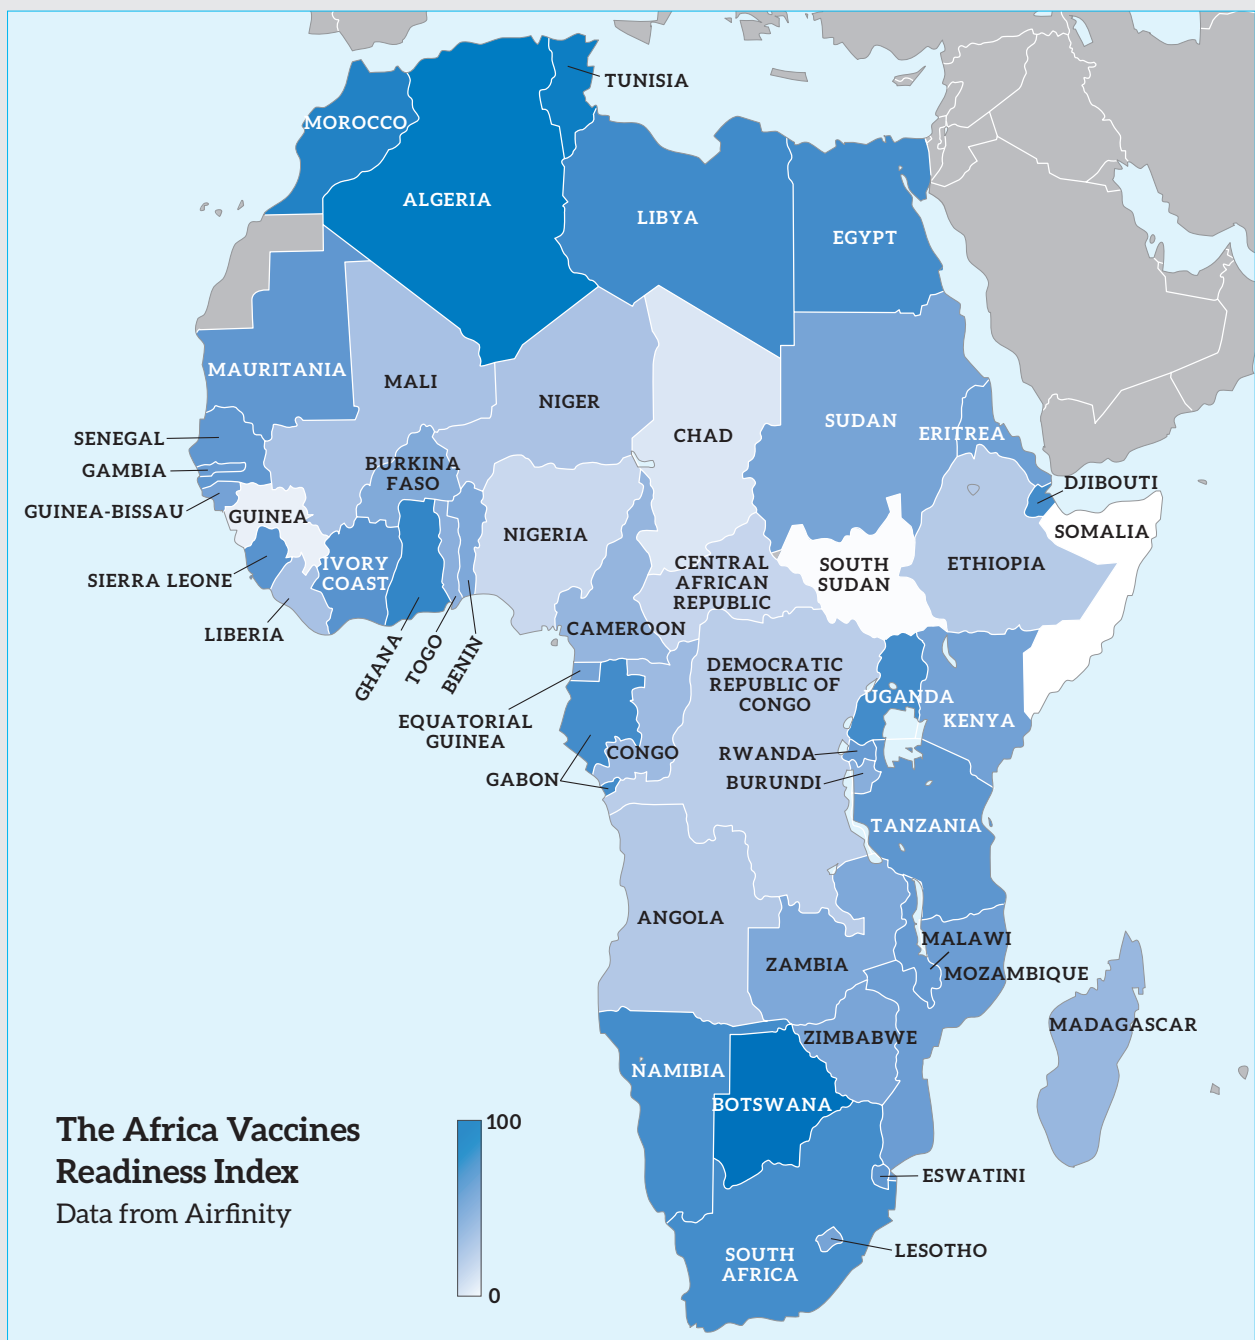 TUNISIA
MOROCCO
ALGERIA
LIBYA
EGYPT
MAURITANIA
MALI
NIGER
CHAD
SUDAN
ERITREA
SENEGAL
GAMBIA
BURKINA
FASO
DJIBOUTI
GUINEA-BISSAU
GUINEA
NIGERIA
SOMALIA
IVORY
COAST
CENTRAL
AFRICAN
REPUBLIC
SOUTH
SUDAN
ETHIOPIA
SIERRA LEONE
LIBERIA
GHANA
TOGO
BENIN
CAMEROON
DEMOCRATIC
REPUBLIC OF
CONGO
UGANDA
KENYA
EQUATORIAL
GUINEA
CONGO
RWANDA
GABON
BURUNDI
TANZANIA
ANGOLA
MALAWI
ZAMBIA
MOZAMBIQUE
MADAGASCAR
ZIMBABWE
NAMIBIA
BOTSWANA
The Africa Vaccines
Readiness Index
Data from Airfinity
100
0
ESWATINI
LESOTHO
SOUTH
AFRICA